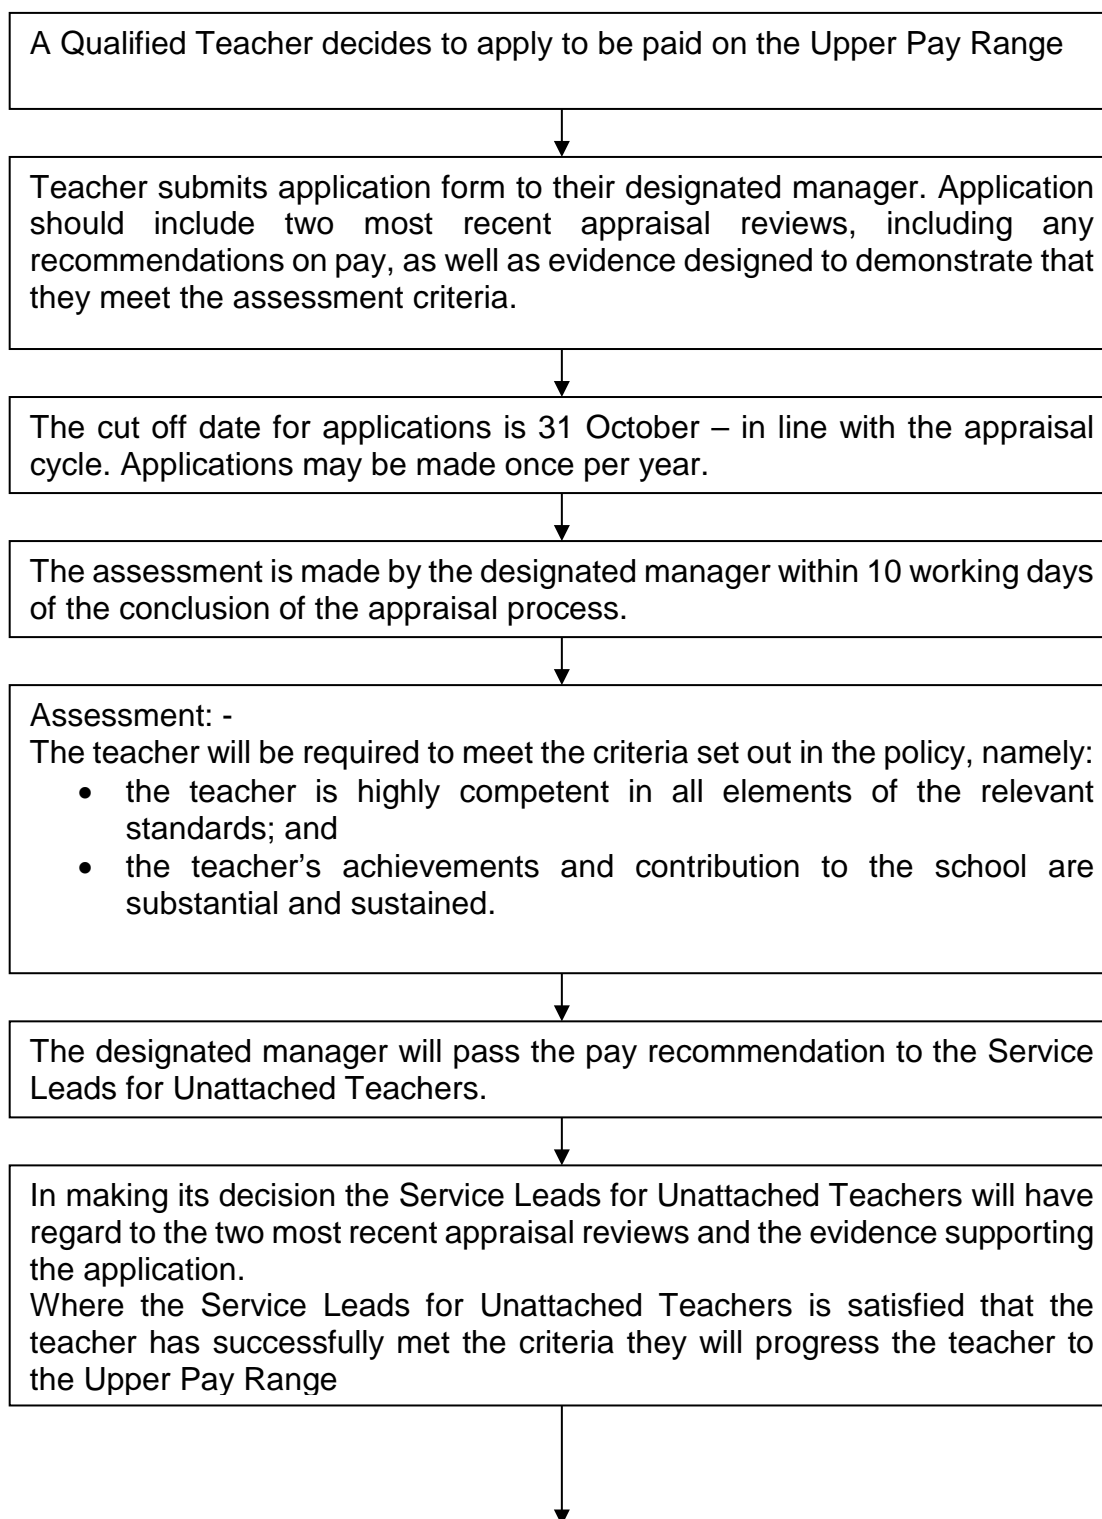 A Qualified Teacher decides to apply to be paid on the Upper Pay Range
Teacher submits application form to their designated manager. Application
should include two most recent appraisal reviews, including any
recommendations on pay, as well as evidence designed to demonstrate that
they meet the assessment criteria.
The cut off date for applications is 31 October – in line with the appraisal
cycle. Applications may be made once per year.
The assessment is made by the designated manager within 10 working days
of the conclusion of the appraisal process.
Assessment: -
The teacher will be required to meet the criteria set out in the policy, namely:
• the teacher is highly competent in all elements of the relevant
standards; and
• the teacher’s achievements and contribution to the school are
substantial and sustained.
The designated manager will pass the pay recommendation to the Service
Leads for Unattached Teachers.
In making its decision the Service Leads for Unattached Teachers will have
regard to the two most recent appraisal reviews and the evidence supporting
the application.
Where the Service Leads for Unattached Teachers is satisfied that the
teacher has successfully met the criteria they will progress the teacher to
the Upper Pay Range